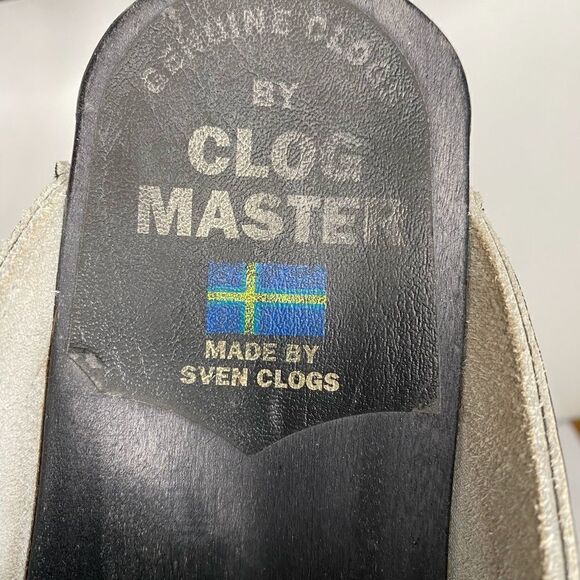 GENUINE CLOGS
BY
CLOG
MASTER
MADE BY
SVEN CLOGS